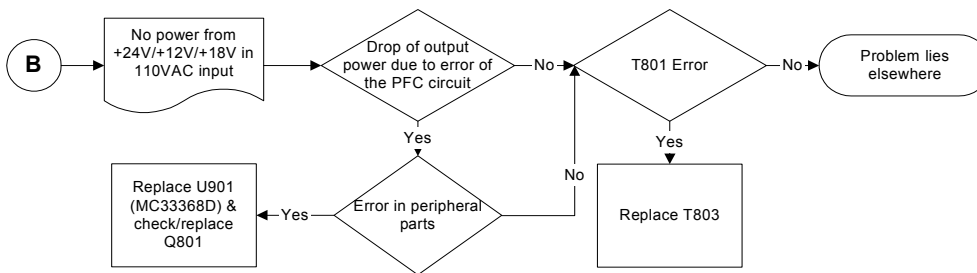 B
No power from
+24V/+12V/+18V in
110VAC input
Drop of output
power due to error of
the PFC circuit
No
T801 Error
No
Problem lies
elsewhere
Yes
Yes
No
Replace U901
(MC33368D) &
check/replace
Q801
Yes
Error in peripheral
parts
Replace T803